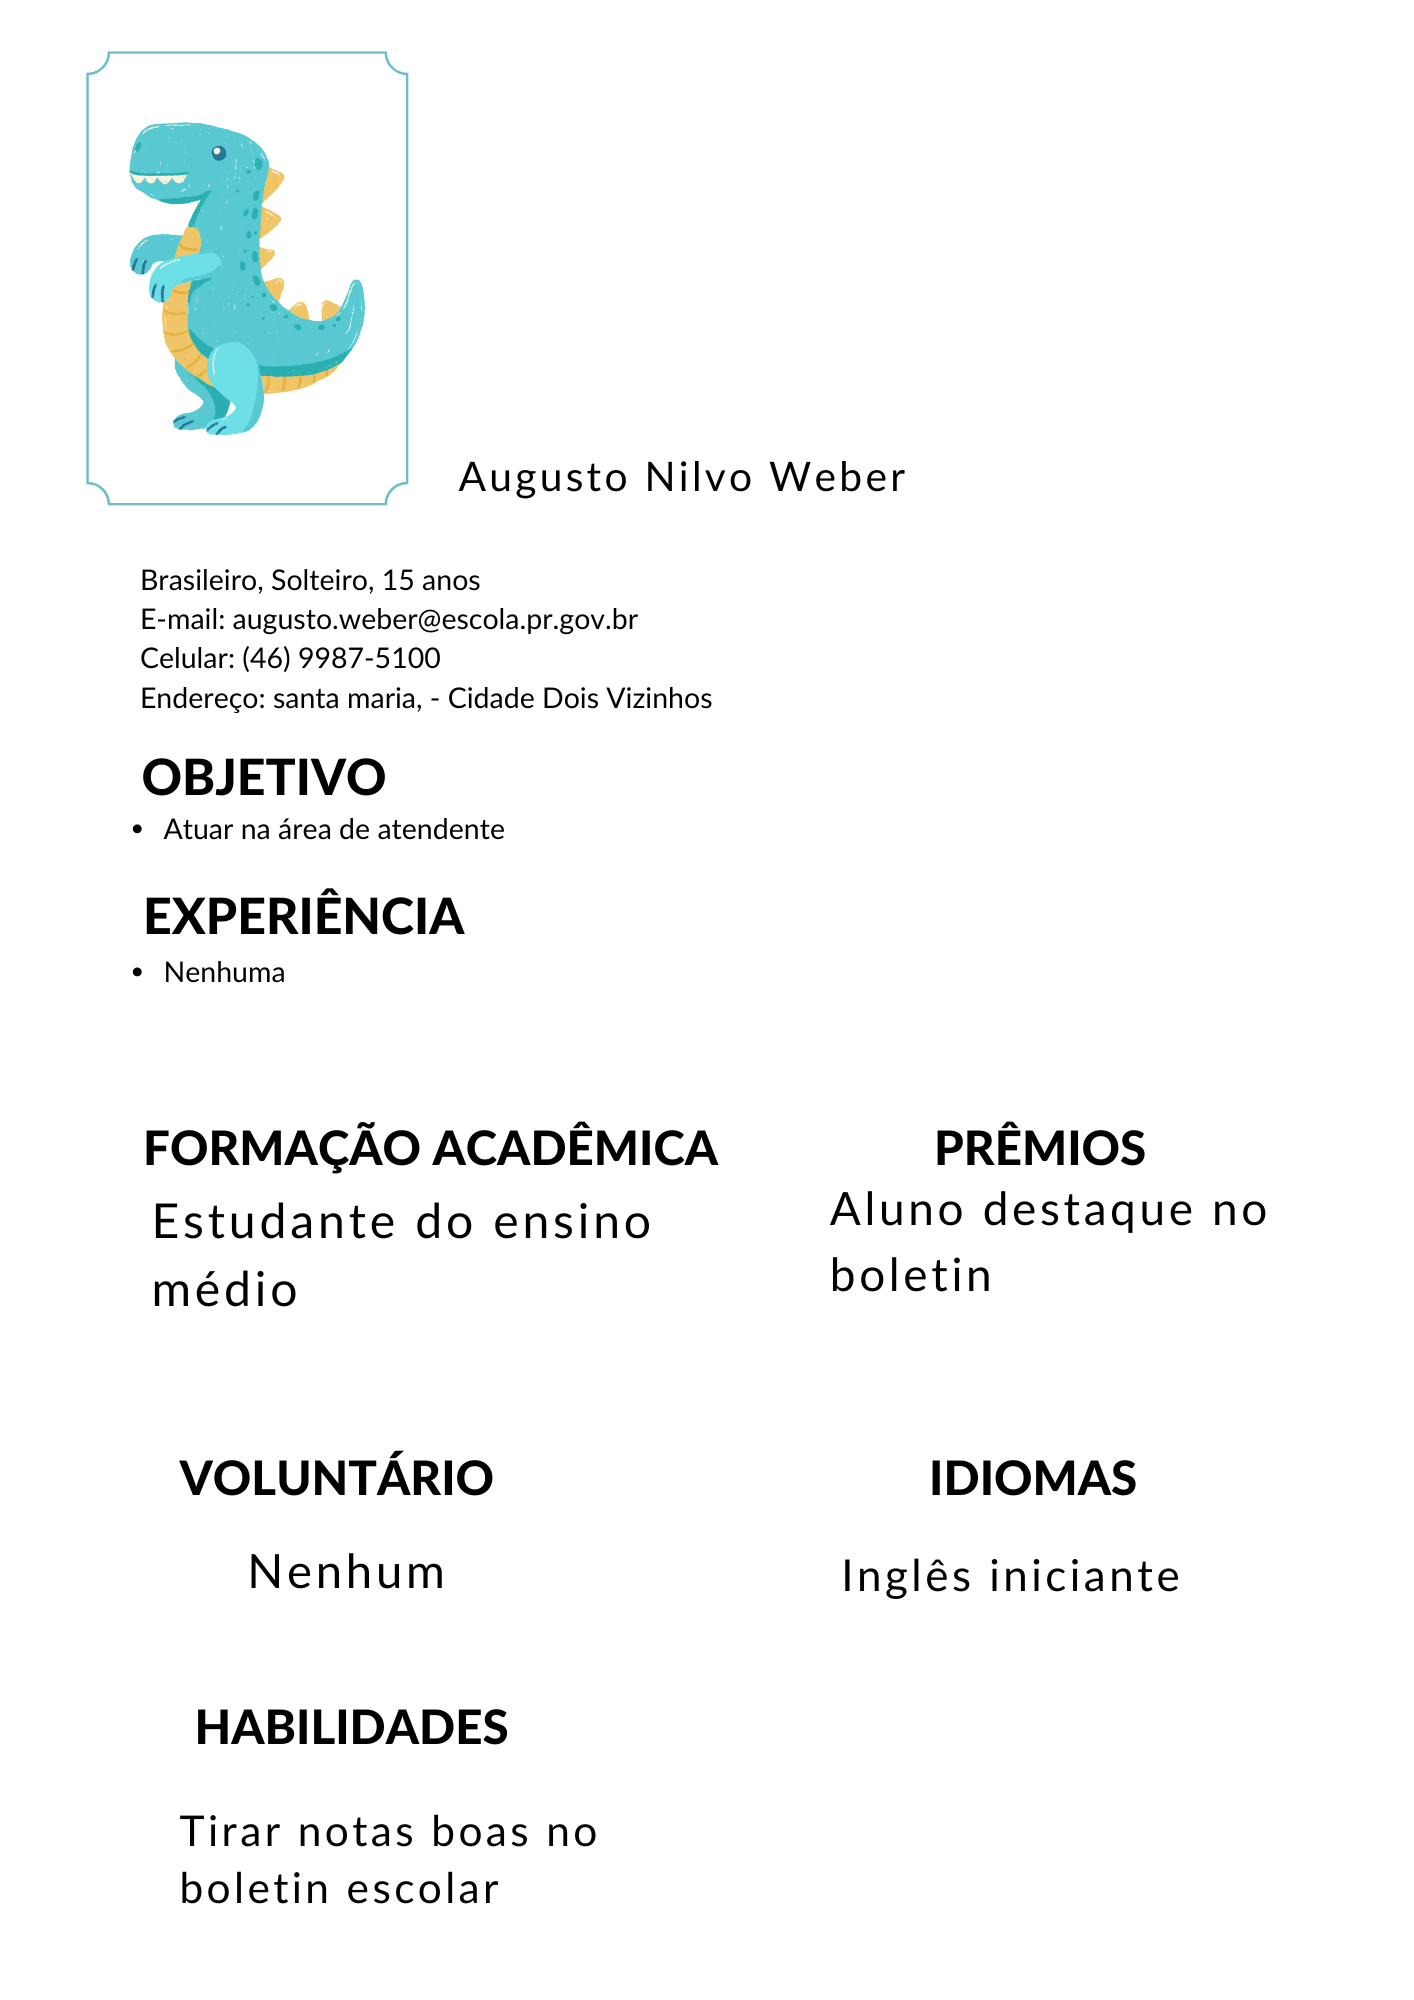 Augusto Nilvo Weber
Brasileiro, Solteiro, 15 anos
E-mail: augusto.weber@escola.pr.gov.br
Celular: (46) 9987-5100
Endereço: santa maria, - Cidade Dois Vizinhos
OBJETIVO
• Atuar na área de atendente
EXPERIÊNCIA
• Nenhuma
FORMAÇÃO ACADÊMICA
Estudante do ensino
médio
PRÊMIOS
Aluno destaque no
boletin
VOLUNTÁRIO
Nenhum
IDIOMAS
Inglês iniciante
HABILIDADES
Tirar notas boas no
boletin escolar